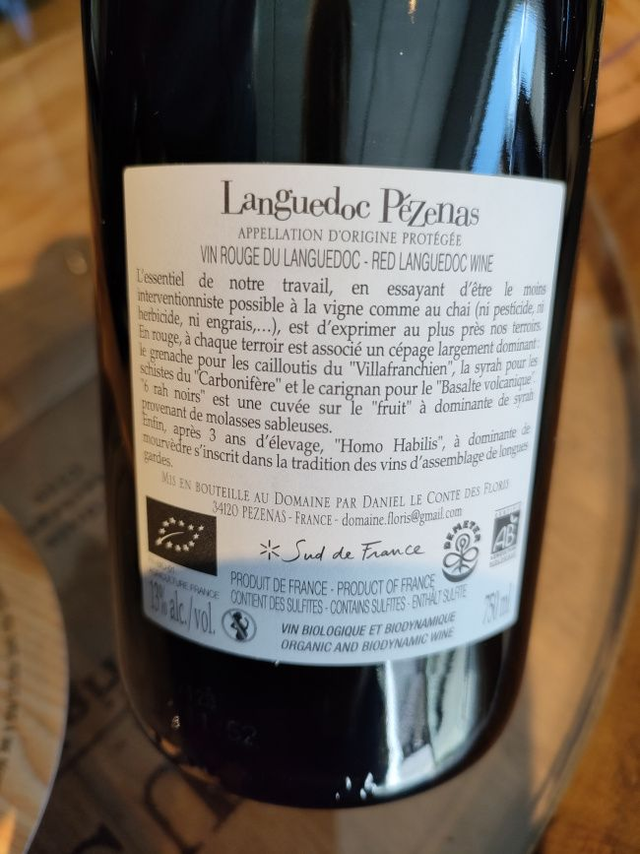 Languedoc Pézenas
APPELLATION D'ORIGINE PROTÉGÉE
VIN ROUGE DU LANGUEDOC - RED LANGUEDOC WINE
L'essentiel de notre travail, en essayant d'être le moins
interventionniste possible à la vigne comme au chai (ni pesticide, ni
herbicide, ni engrais,...), est d'exprimer au plus près nos terroirs.
En rouge, à chaque terroir est associé un cépage largement dominant :
le grenache pour les cailloutis du "Villafranchien", la syrah pour les
schistes du "Carbonifère" et le carignan pour le "Basalte volcanique".
"6 rah noirs" est une cuvée sur le "fruit" à dominante de syrah
provenant de molasses sableuses.
Enfin, après 3 ans d'élevage, "Homo Habilis", à dominante de
mourvèdre s'inscrit dans la tradition des vins d'assemblage de longues
gardes.
MIS EN BOUTEILLE AU DOMAINE PAR DANIEL LE CONTE DES FLORIS
34120 PEZENAS - FRANCE - domaine.floris@gmail.com
DEMETER
AB
Sud de France
AGRICULTURE FRANCE
PRODUIT DE FRANCE - PRODUCT OF FRANCE
CONTIENT DES SULFITES - CONTAINS SULFITES - ENTHÄLT SULFITE
13% alc./vol.
750 ml
VIN BIOLOGIQUE ET BIODYNAMIQUE
ORGANIC AND BIODYNAMIC WINE